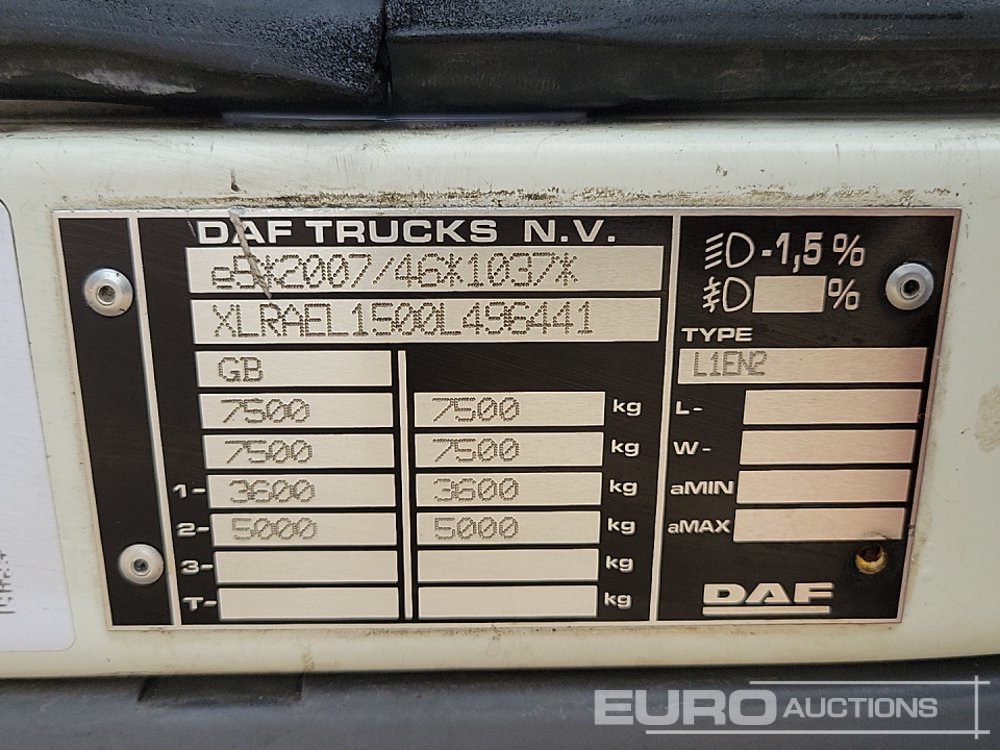 DAF TRUCKS N.V.
e5*2007/46*1037*
XLRAEL1500L496441
GB
7500 7500 kg
7500 7500 kg
1- 3600 3600 kg
2- 5000 5000 kg
3- kg
T- kg
-1,5 %
%
TYPE
L1EN2
L-
W-
aMIN
aMAX
DAF
EURO AUCTIONS